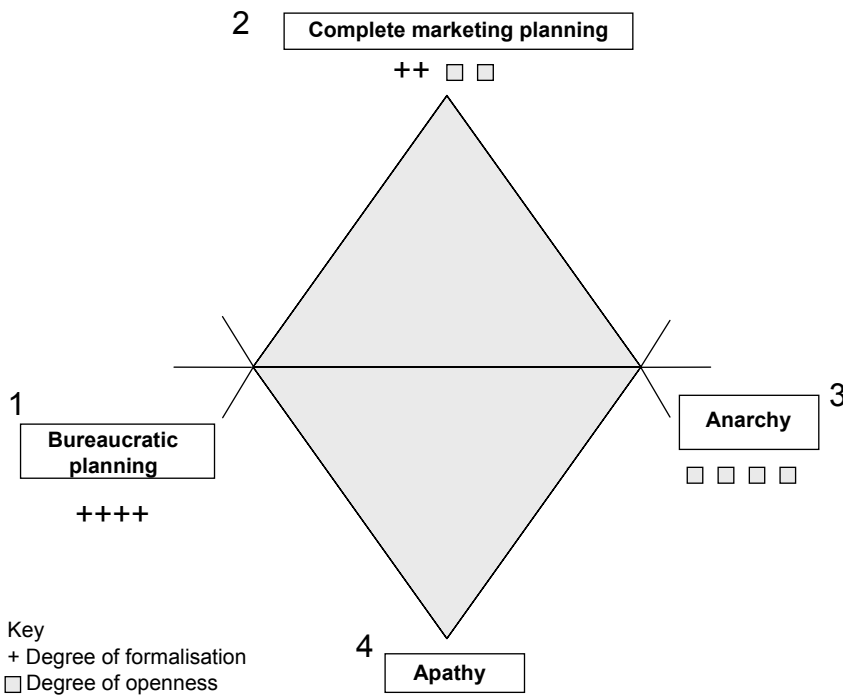 2
Complete marketing planning
++
1
Bureaucratic
planning
++++
3
Anarchy
4
Apathy
Key
+ Degree of formalisation
Degree of openness